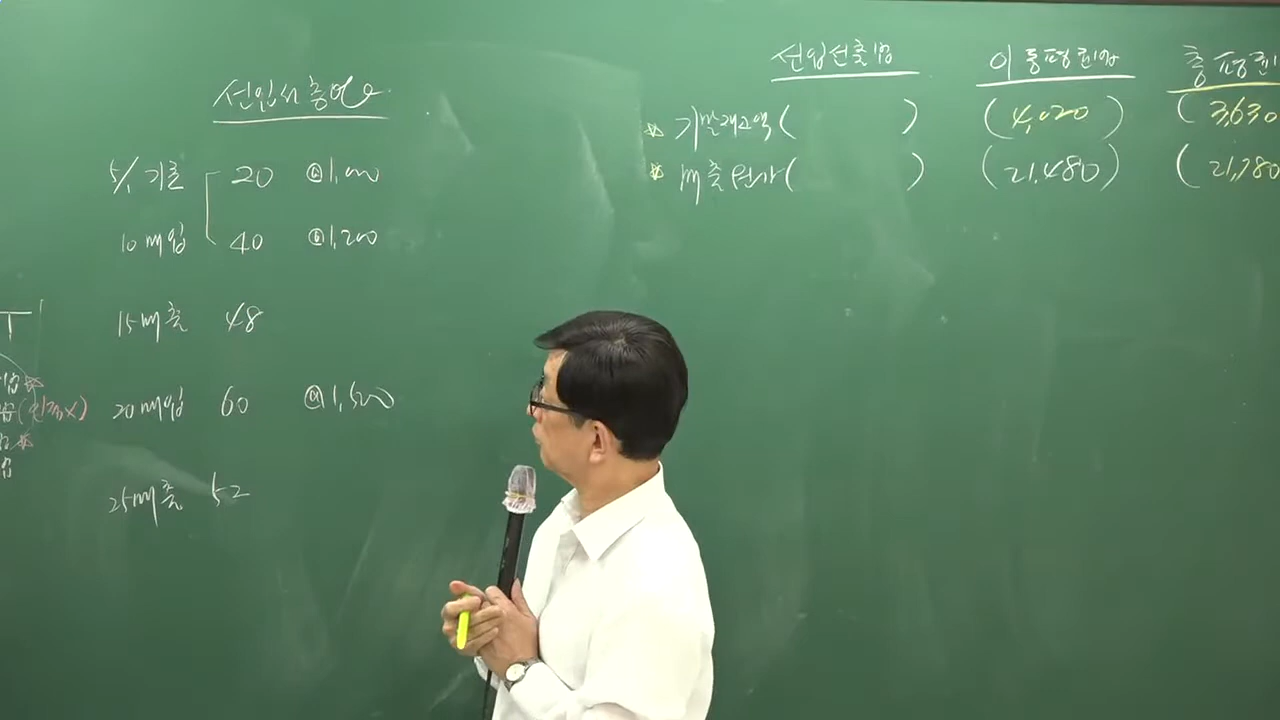 선입선출법
5/1 기초 20 @1,000
10 매입 40 @1,200
15 매출 48
20 매입 60 @1,500
25 매출 52
선입선출법 이동평균법 총평균
기말재고액 ( ) (4,020) (3,630
매출원가 ( ) (21,480) (21,780